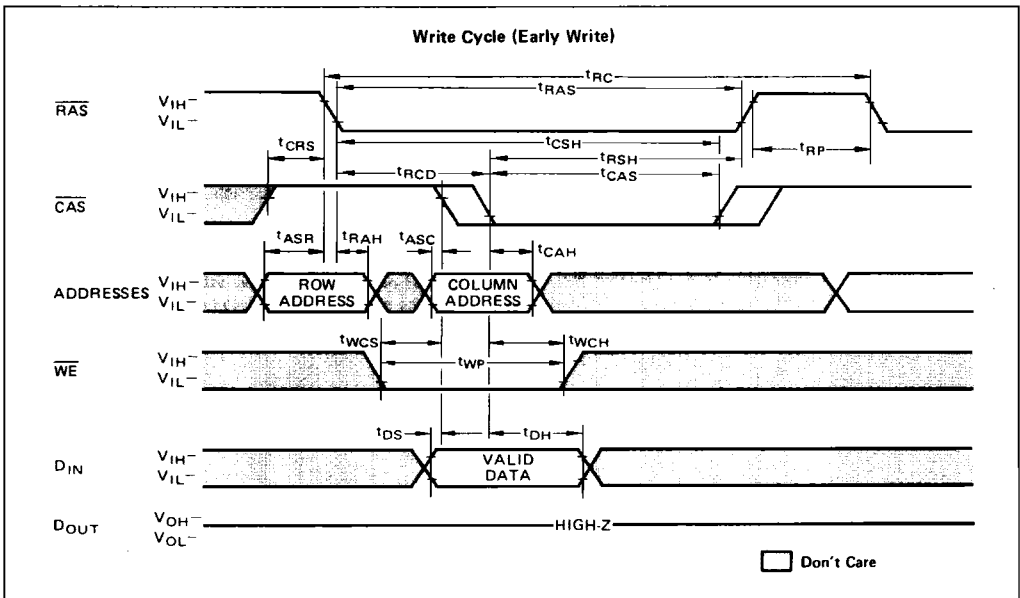 Write Cycle (Early Write)
tRC
tRAS
RAS
VIH–
VIL–
tCRS
tCSH
tRSH
tRP
tRCD
tCAS
CAS
VIH–
VIL–
tASR
tRAH
tASC
tCAH
ADDRESSES
VIH–
VIL–
ROW
ADDRESS
COLUMN
ADDRESS
tWCS
tWP
tWCH
WE
VIH–
VIL–
tDS
tDH
DIN
VIH–
VIL–
VALID
DATA
DOUT
VOH–
VOL–
HIGH-Z
Don't Care